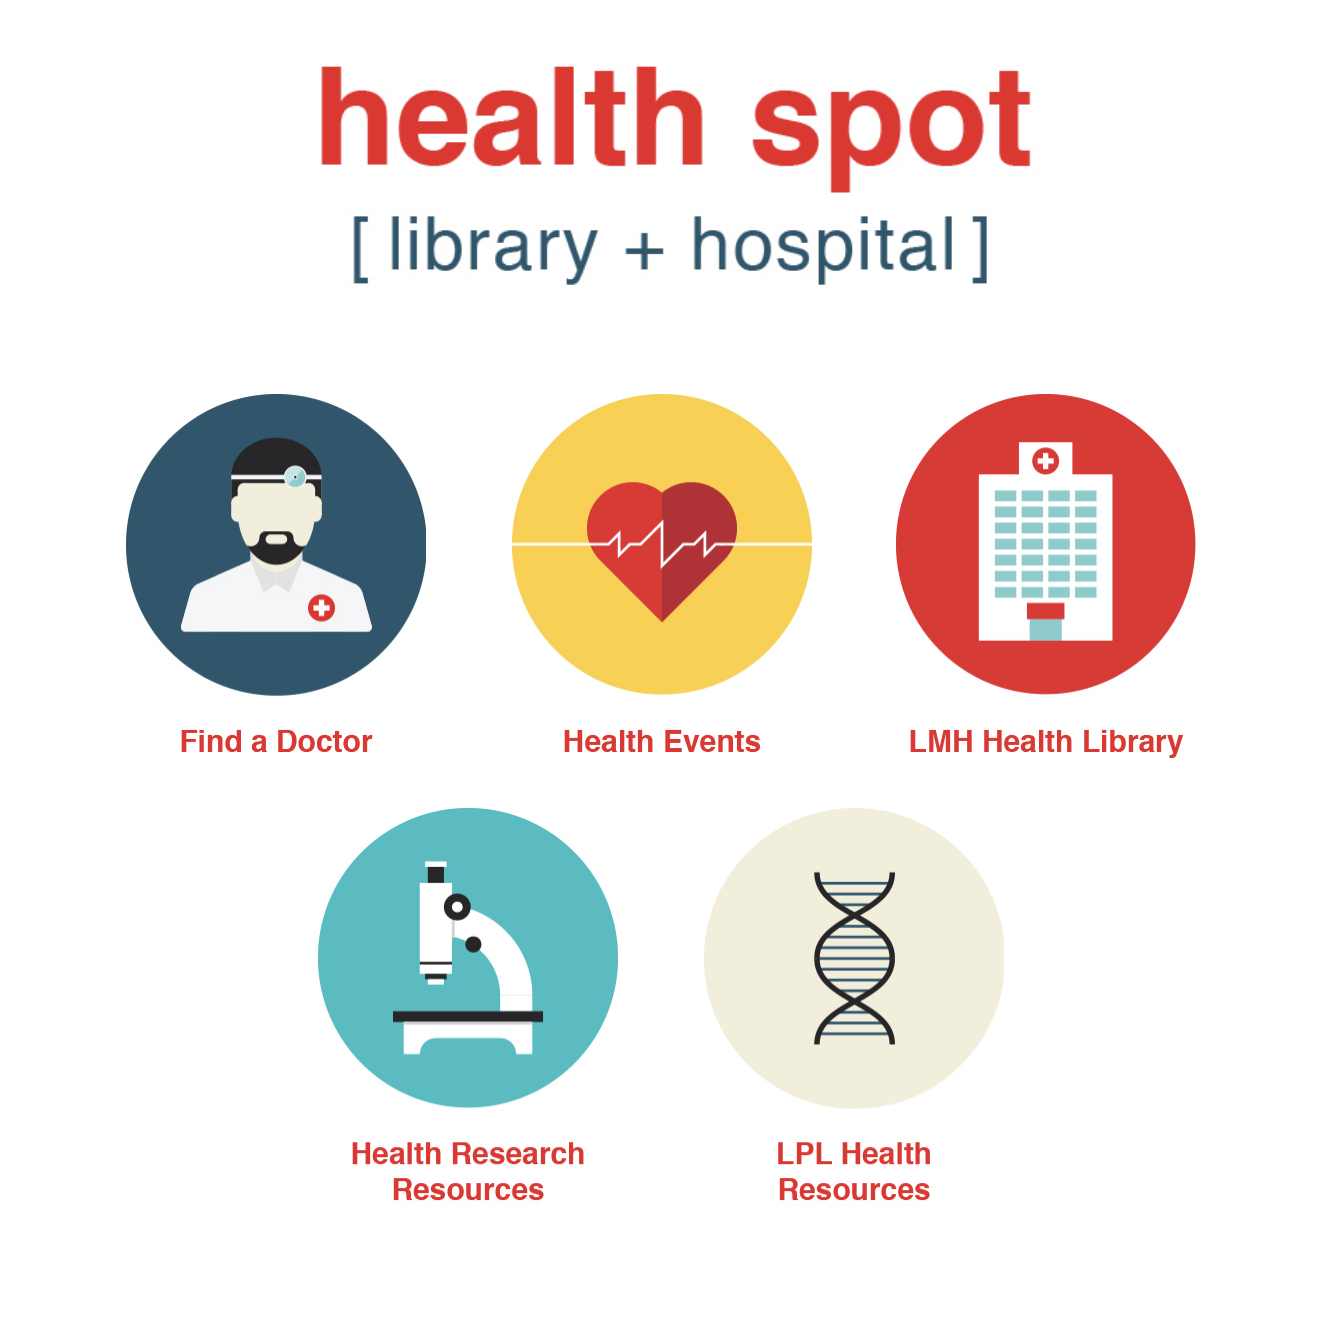 health spot
[ library + hospital ]
Find a Doctor
Health Events
LMH Health Library
Health Research
Resources
LPL Health
Resources